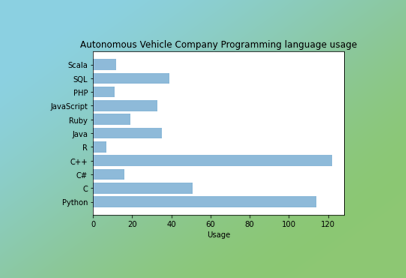 Autonomous Vehicle Company Programming language usage
Scala
SQL
PHP
JavaScript
Ruby
Java
R
C++
C#
C
Python
0 20 40 60 80 100 120
Usage